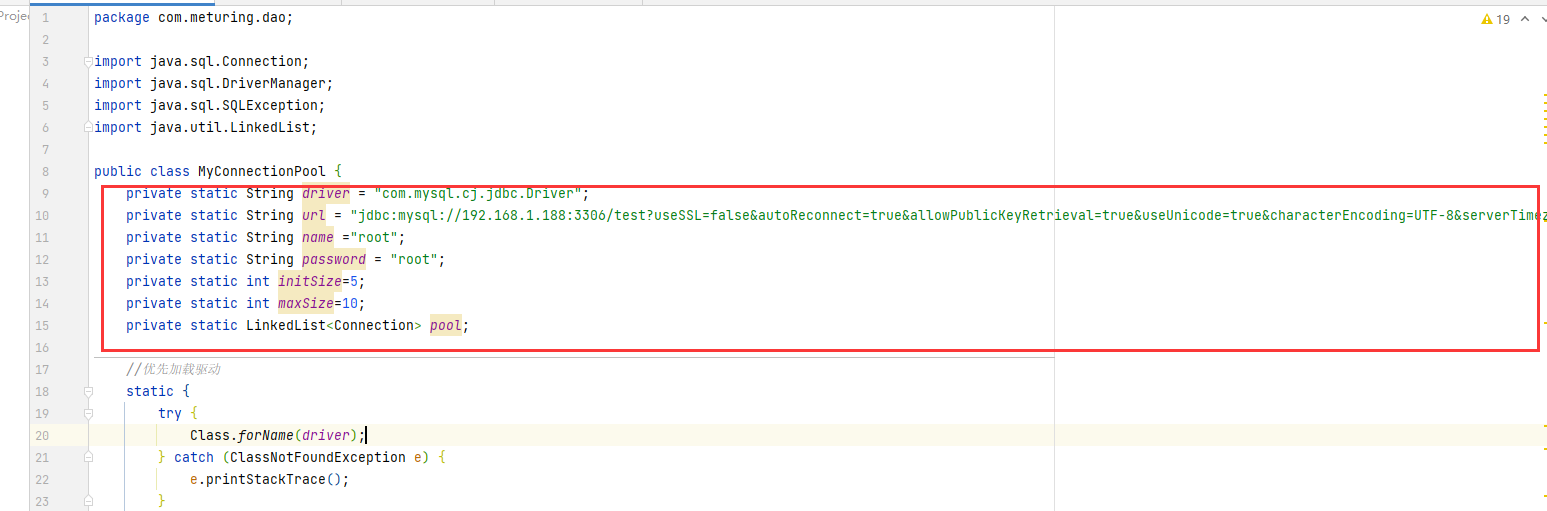 Proje
1 package com.meturing.dao;
2
3 import java.sql.Connection;
4 import java.sql.DriverManager;
5 import java.sql.SQLException;
6 import java.util.LinkedList;
7
8 public class MyConnectionPool {
9 private static String driver = "com.mysql.cj.jdbc.Driver";
10 private static String url = "jdbc:mysql://192.168.1.188:3306/test?useSSL=false&autoReconnect=true&allowPublicKeyRetrieval=true&useUnicode=true&characterEncoding=UTF-8&serverTimez
11 private static String name ="root";
12 private static String password = "root";
13 private static int initSize=5;
14 private static int maxSize=10;
15 private static LinkedList<Connection> pool;
16
17 //优先加载驱动
18 static {
19 try {
20 Class.forName(driver);
21 } catch (ClassNotFoundException e) {
22 e.printStackTrace();
23 }
19